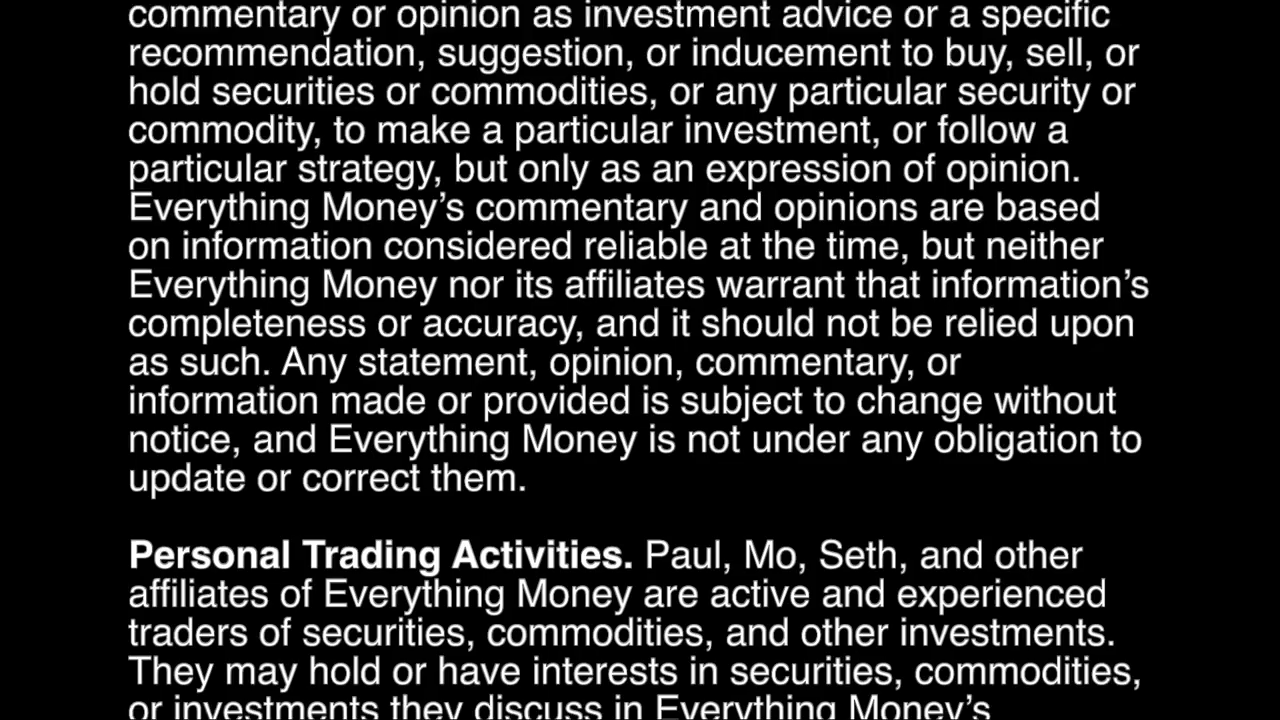 commentary or opinion as investment advice or a specific
recommendation, suggestion, or inducement to buy, sell, or
hold securities or commodities, or any particular security or
commodity, to make a particular investment, or follow a
particular strategy, but only as an expression of opinion.
Everything Money’s commentary and opinions are based
on information considered reliable at the time, but neither
Everything Money nor its affiliates warrant that information’s
completeness or accuracy, and it should not be relied upon
as such. Any statement, opinion, commentary, or
information made or provided is subject to change without
notice, and Everything Money is not under any obligation to
update or correct them.
Personal Trading Activities. Paul, Mo, Seth, and other
affiliates of Everything Money are active and experienced
traders of securities, commodities, and other investments.
They may hold or have interests in securities, commodities,
or investments they discuss in Everything Money’s